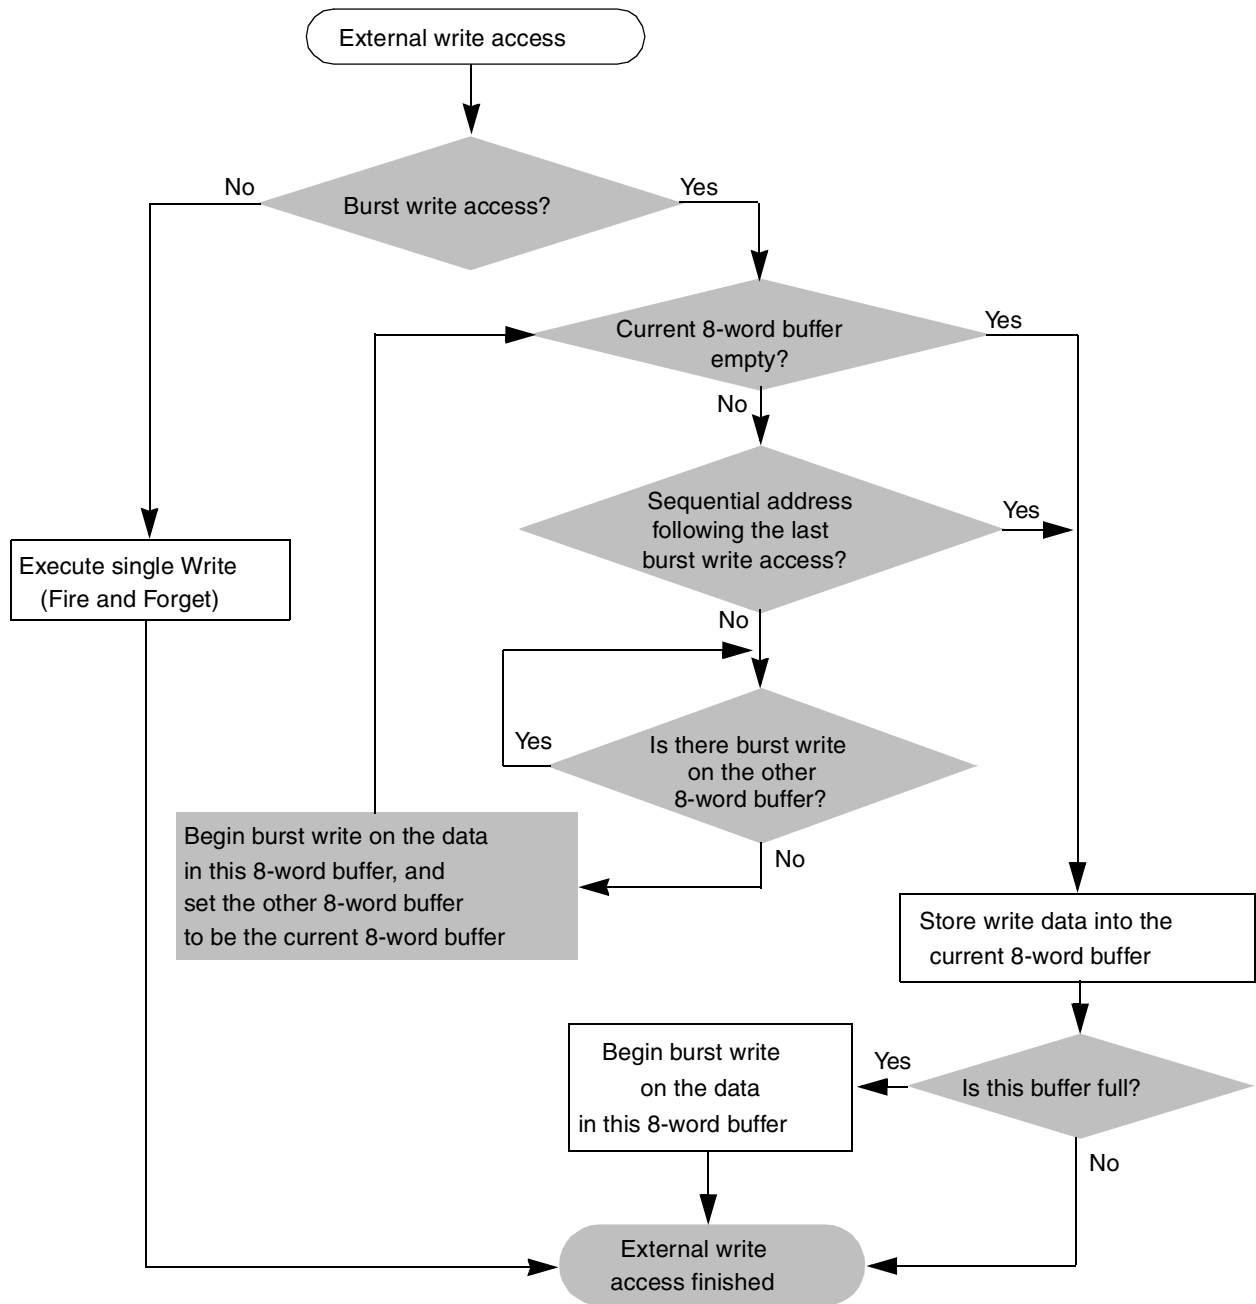 External write access
No
Yes
Burst write access?
Current 8-word buffer
empty?
Yes
No
Sequential address
following the last
burst write access?
Yes
No
Execute single Write
(Fire and Forget)
Yes
Is there burst write
on the other
8-word buffer?
No
Begin burst write on the data
in this 8-word buffer, and
set the other 8-word buffer
to be the current 8-word buffer
Store write data into the
current 8-word buffer
Begin burst write
on the data
in this 8-word buffer
Yes
Is this buffer full?
No
External write
access finished